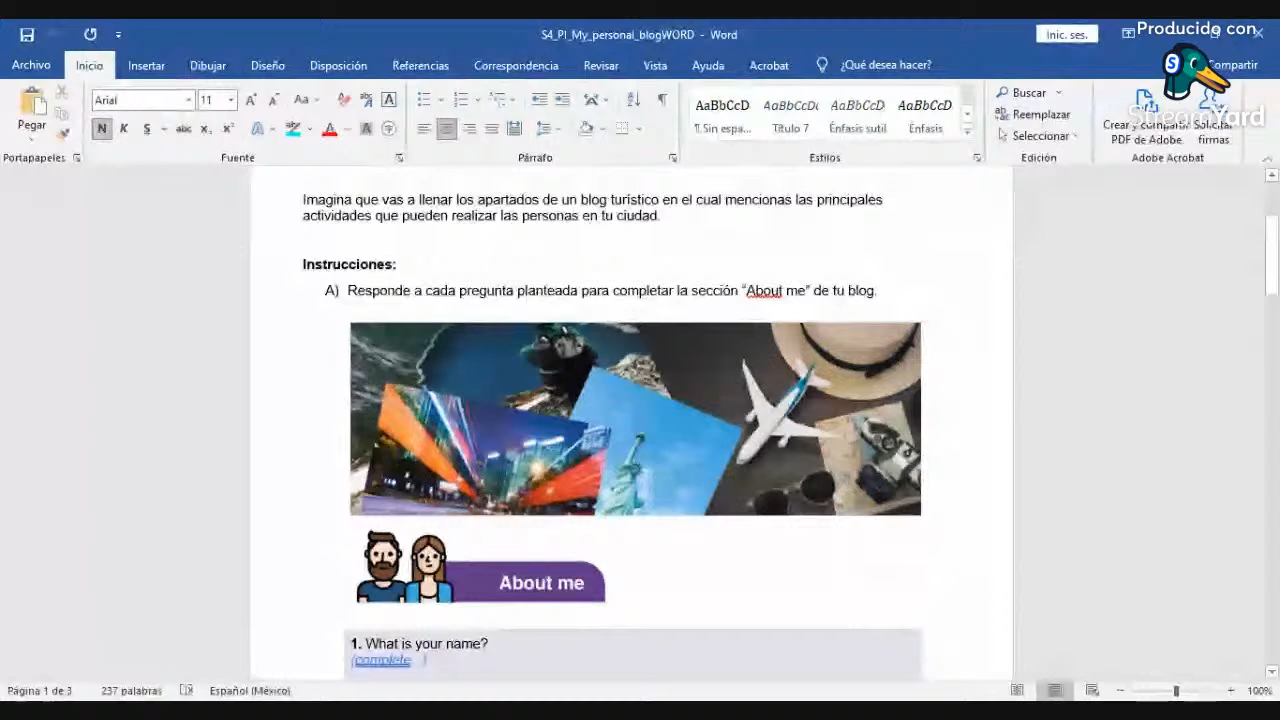 Producido con
StreamYard
S4_PI_My_personal_blogWORD - Word
Inic. ses.
Archivo Inicio Insertar Dibujar Diseño Disposición Referencias Correspondencia Revisar Vista Ayuda Acrobat ¿Qué desea hacer? Compartir
Pegar
Arial 11
N K S abc x₂ x² A A
AaBbCcD AaBbCcDc AaBbCcD AaBbCcD
¶ Sin espa... Título 7 Énfasis sutil Énfasis
Buscar
Reemplazar
Seleccionar
Crear y compartir PDF de Adobe
Solicitar firmas
Portapapeles Fuente Párrafo Estilos Edición Adobe Acrobat
Imagina que vas a llenar los apartados de un blog turístico en el cual mencionas las principales
actividades que pueden realizar las personas en tu ciudad.
Instrucciones:
A) Responde a cada pregunta planteada para completar la sección “About me” de tu blog.
About me
1. What is your name?
(complete )
Página 1 de 3 237 palabras Español (México) 100%